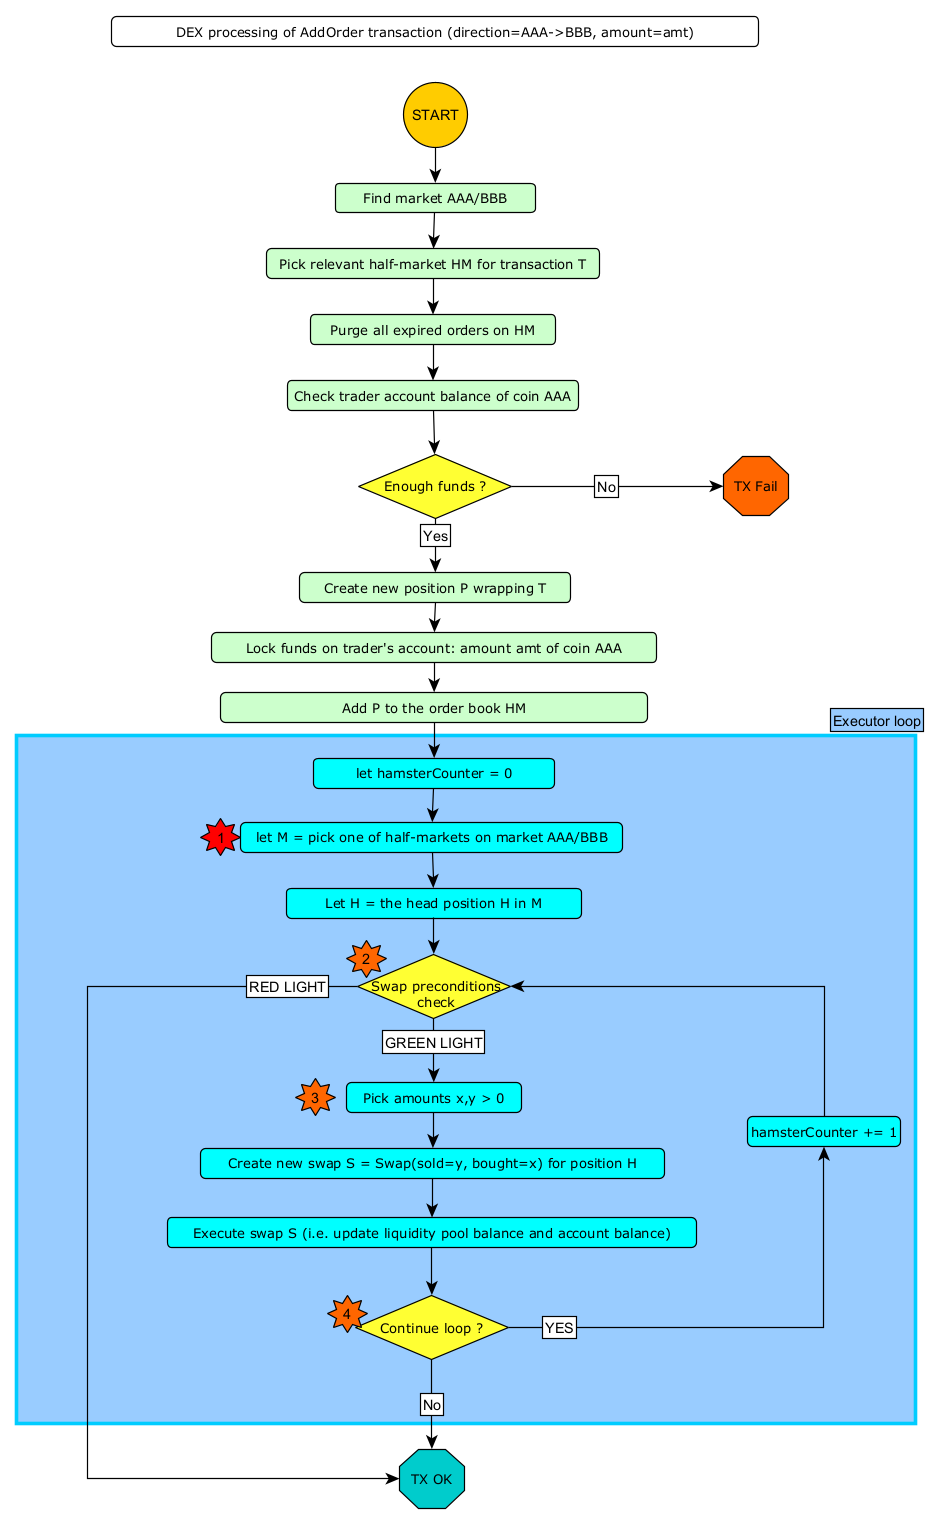 DEX processing of AddOrder transaction (direction=AAA->BBB, amount=amt)
START
Find market AAA/BBB
Pick relevant half-market HM for transaction T
Purge all expired orders on HM
Check trader account balance of coin AAA
Enough funds ?
No
TX Fail
Yes
Create new position P wrapping T
Lock funds on trader's account: amount amt of coin AAA
Add P to the order book HM
Executor loop
let hamsterCounter = 0
1
let M = pick one of half-markets on market AAA/BBB
Let H = the head position H in M
2
Swap preconditions
check
RED LIGHT
GREEN LIGHT
3
Pick amounts x,y > 0
hamsterCounter += 1
Create new swap S = Swap(sold=y, bought=x) for position H
Execute swap S (i.e. update liquidity pool balance and account balance)
4
Continue loop ?
YES
No
TX OK